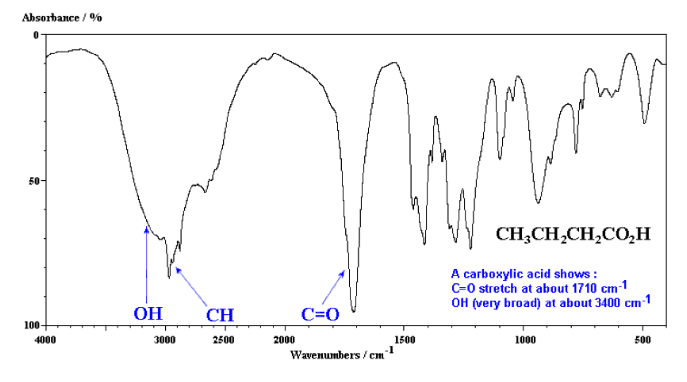 Absorbance / %
0
50
100
OH
CH
C=O
CH₃CH₂CH₂CO₂H
A carboxylic acid shows :
C=O stretch at about 1710 cm⁻¹
OH (very broad) at about 3400 cm⁻¹
4000 3000 2500 2000 1500 1000 500
Wavenumbers / cm⁻¹